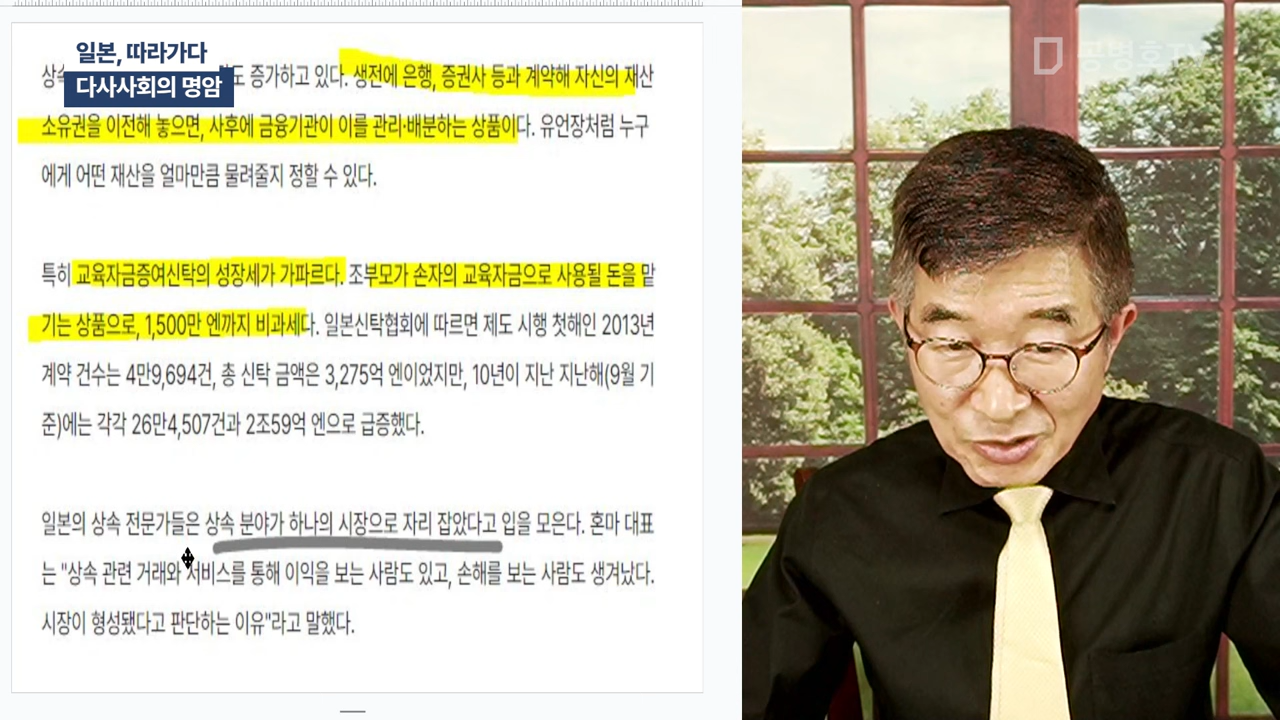 일본, 따라가다
다사사회의 명암
공병호TV
도 증가하고 있다. 생전에 은행, 증권사 등과 계약해 자신의 재산
소유권을 이전해 놓으면, 사후에 금융기관이 이를 관리·배분하는 상품이다. 유언장처럼 누구
에게 어떤 재산을 얼마만큼 물려줄지 정할 수 있다.
특히 교육자금증여신탁의 성장세가 가파르다. 조부모가 손자의 교육자금으로 사용될 돈을 맡
기는 상품으로, 1,500만 엔까지 비과세다. 일본신탁협회에 따르면 제도 시행 첫해인 2013년
계약 건수는 4만9,694건, 총 신탁 금액은 3,275억 엔이었지만, 10년이 지난 지난해(9월 기
준)에는 각각 26만4,507건과 2조59억 엔으로 급증했다.
일본의 상속 전문가들은 상속 분야가 하나의 시장으로 자리 잡았다고 입을 모은다. 혼마 대표
는 "상속 관련 거래와 서비스를 통해 이익을 보는 사람도 있고, 손해를 보는 사람도 생겨났다.
시장이 형성됐다고 판단하는 이유"라고 말했다.